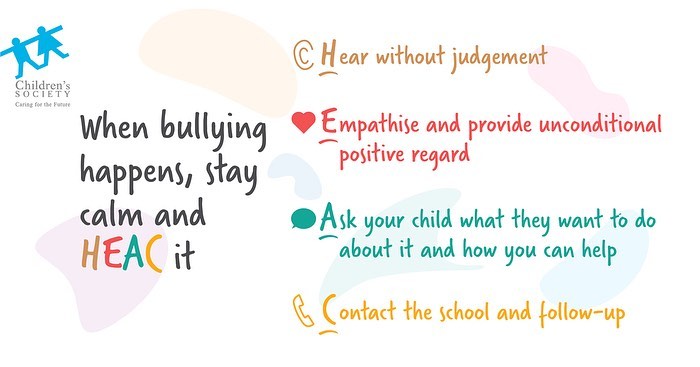 Children's
SOCIETY
Caring for the Future
When bullying
happens, stay
calm and
HEAC it
Hear without judgement
Empathise and provide unconditional
positive regard
Ask your child what they want to do
about it and how you can help
Contact the school and follow-up